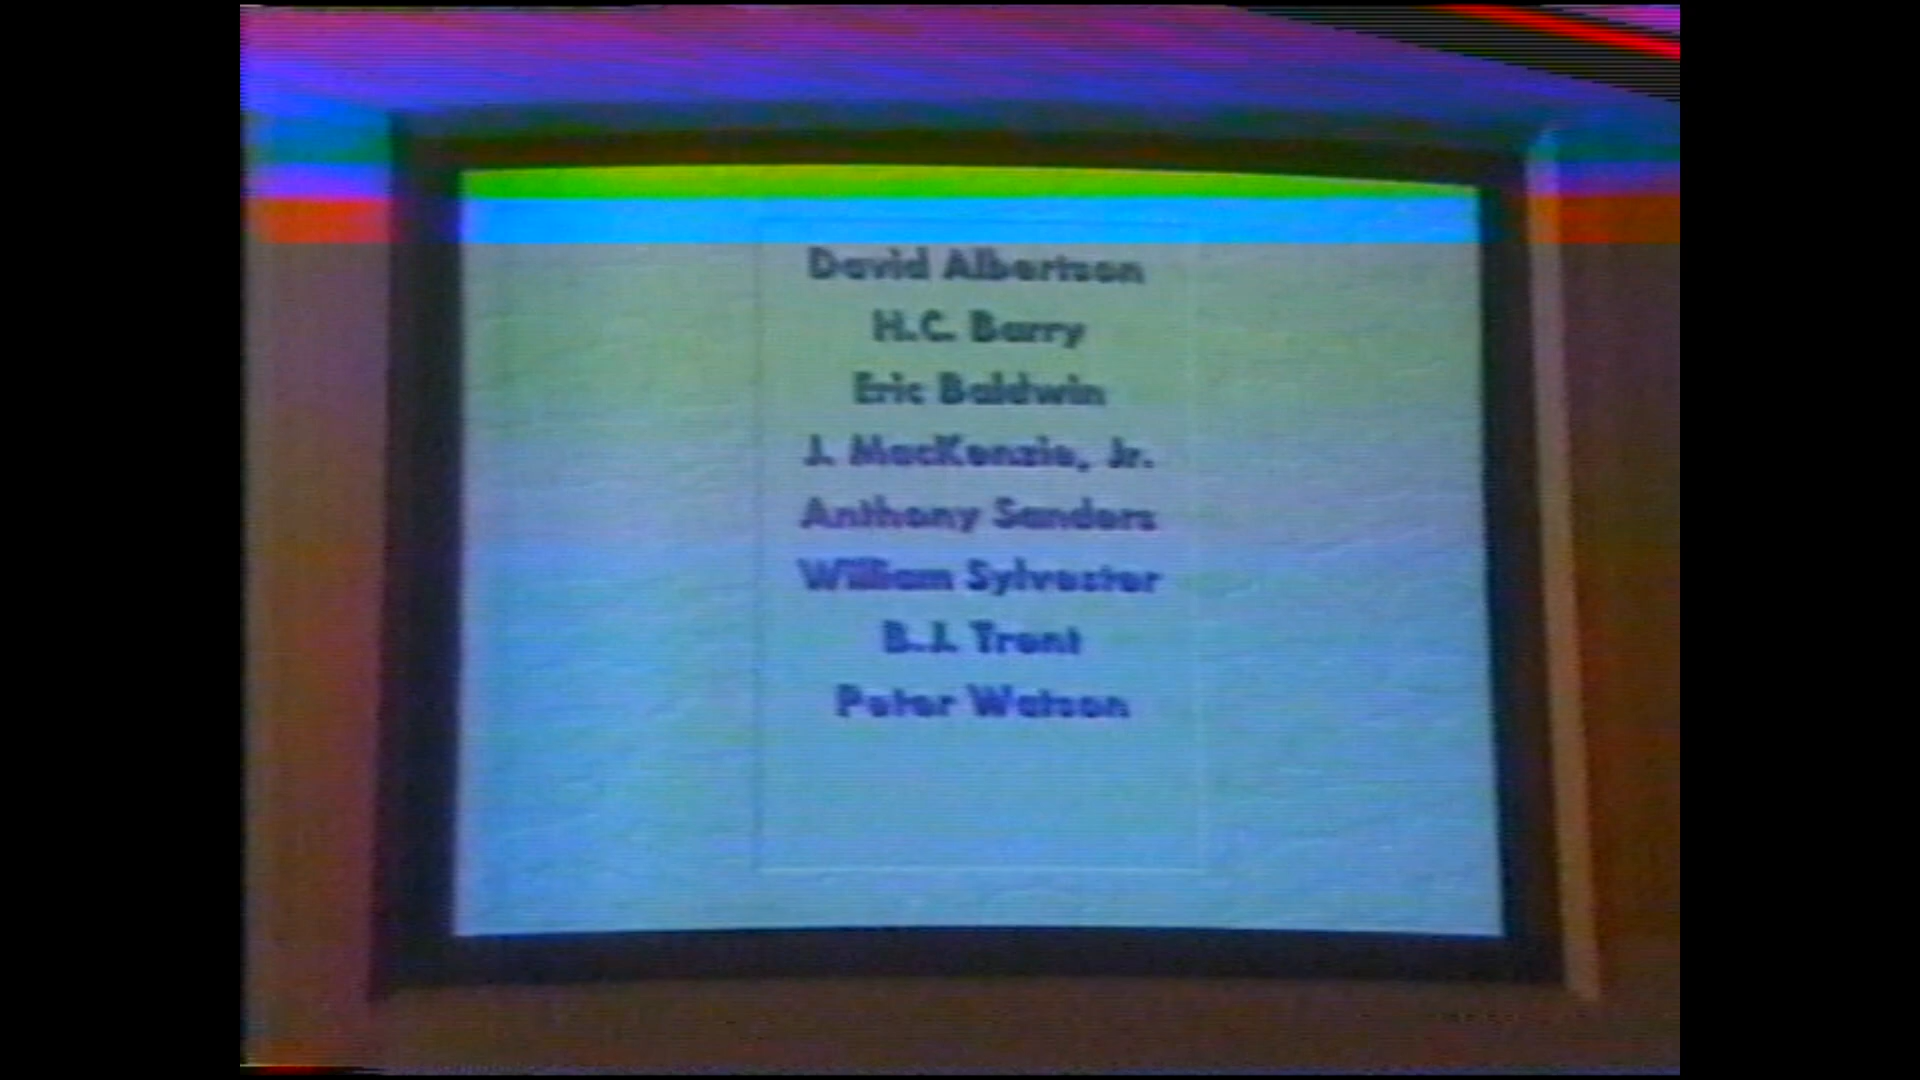 David Albertson
H.C. Barry
Eric Baldwin
J. MacKenzie, Jr.
Anthony Sanders
William Sylvester
B.J. Trent
Peter Watson